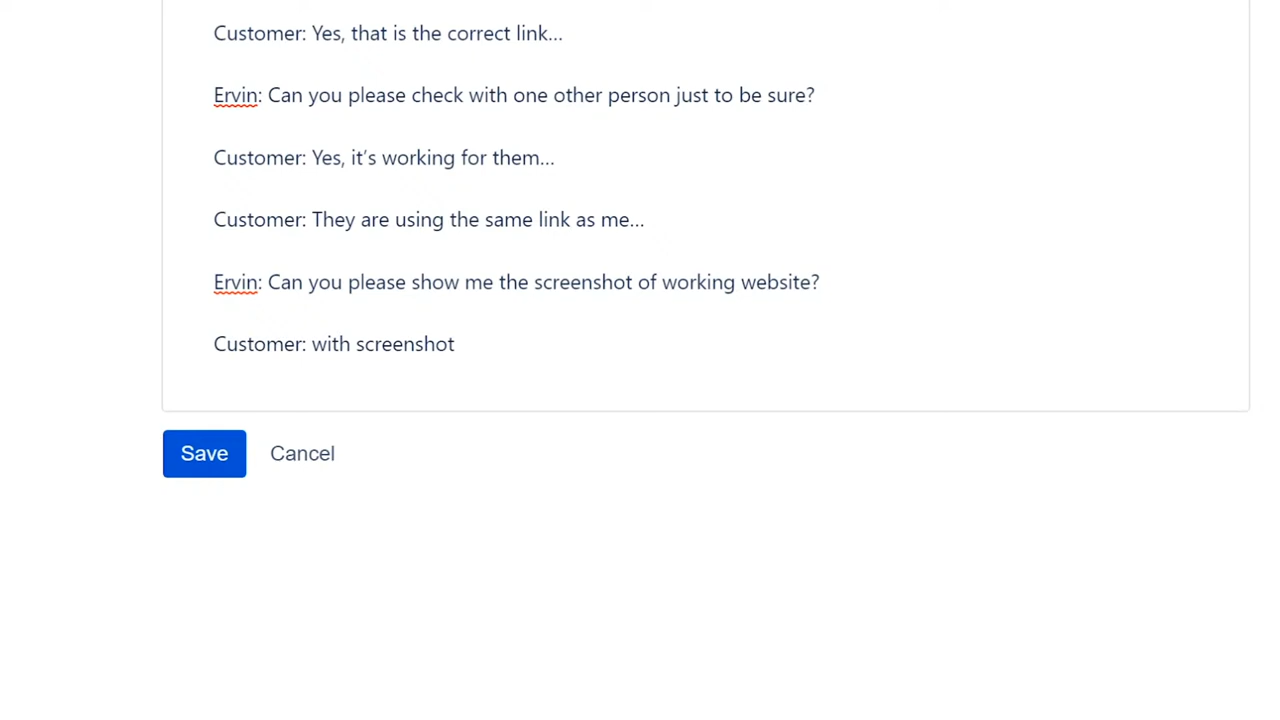 Customer: Yes, that is the correct link...
Ervin: Can you please check with one other person just to be sure?
Customer: Yes, it's working for them...
Customer: They are using the same link as me...
Ervin: Can you please show me the screenshot of working website?
Customer: with screenshot
Save Cancel